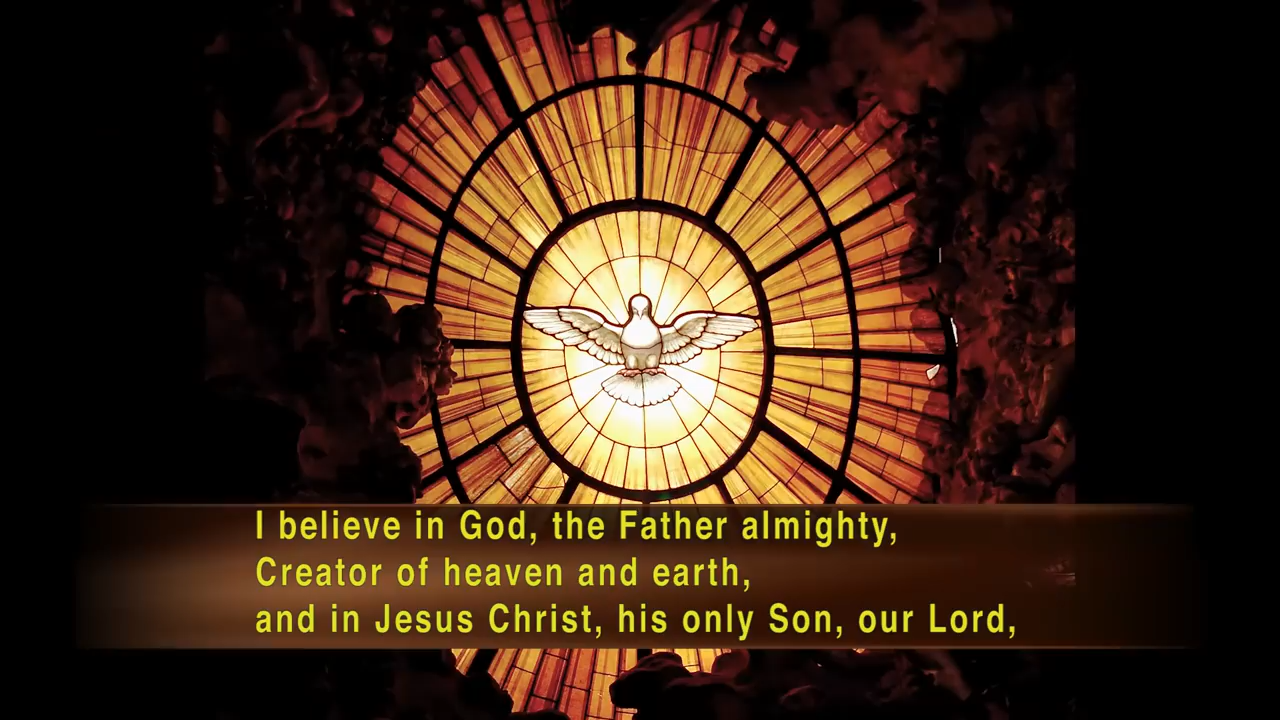 I believe in God, the Father almighty,
Creator of heaven and earth,
and in Jesus Christ, his only Son, our Lord,